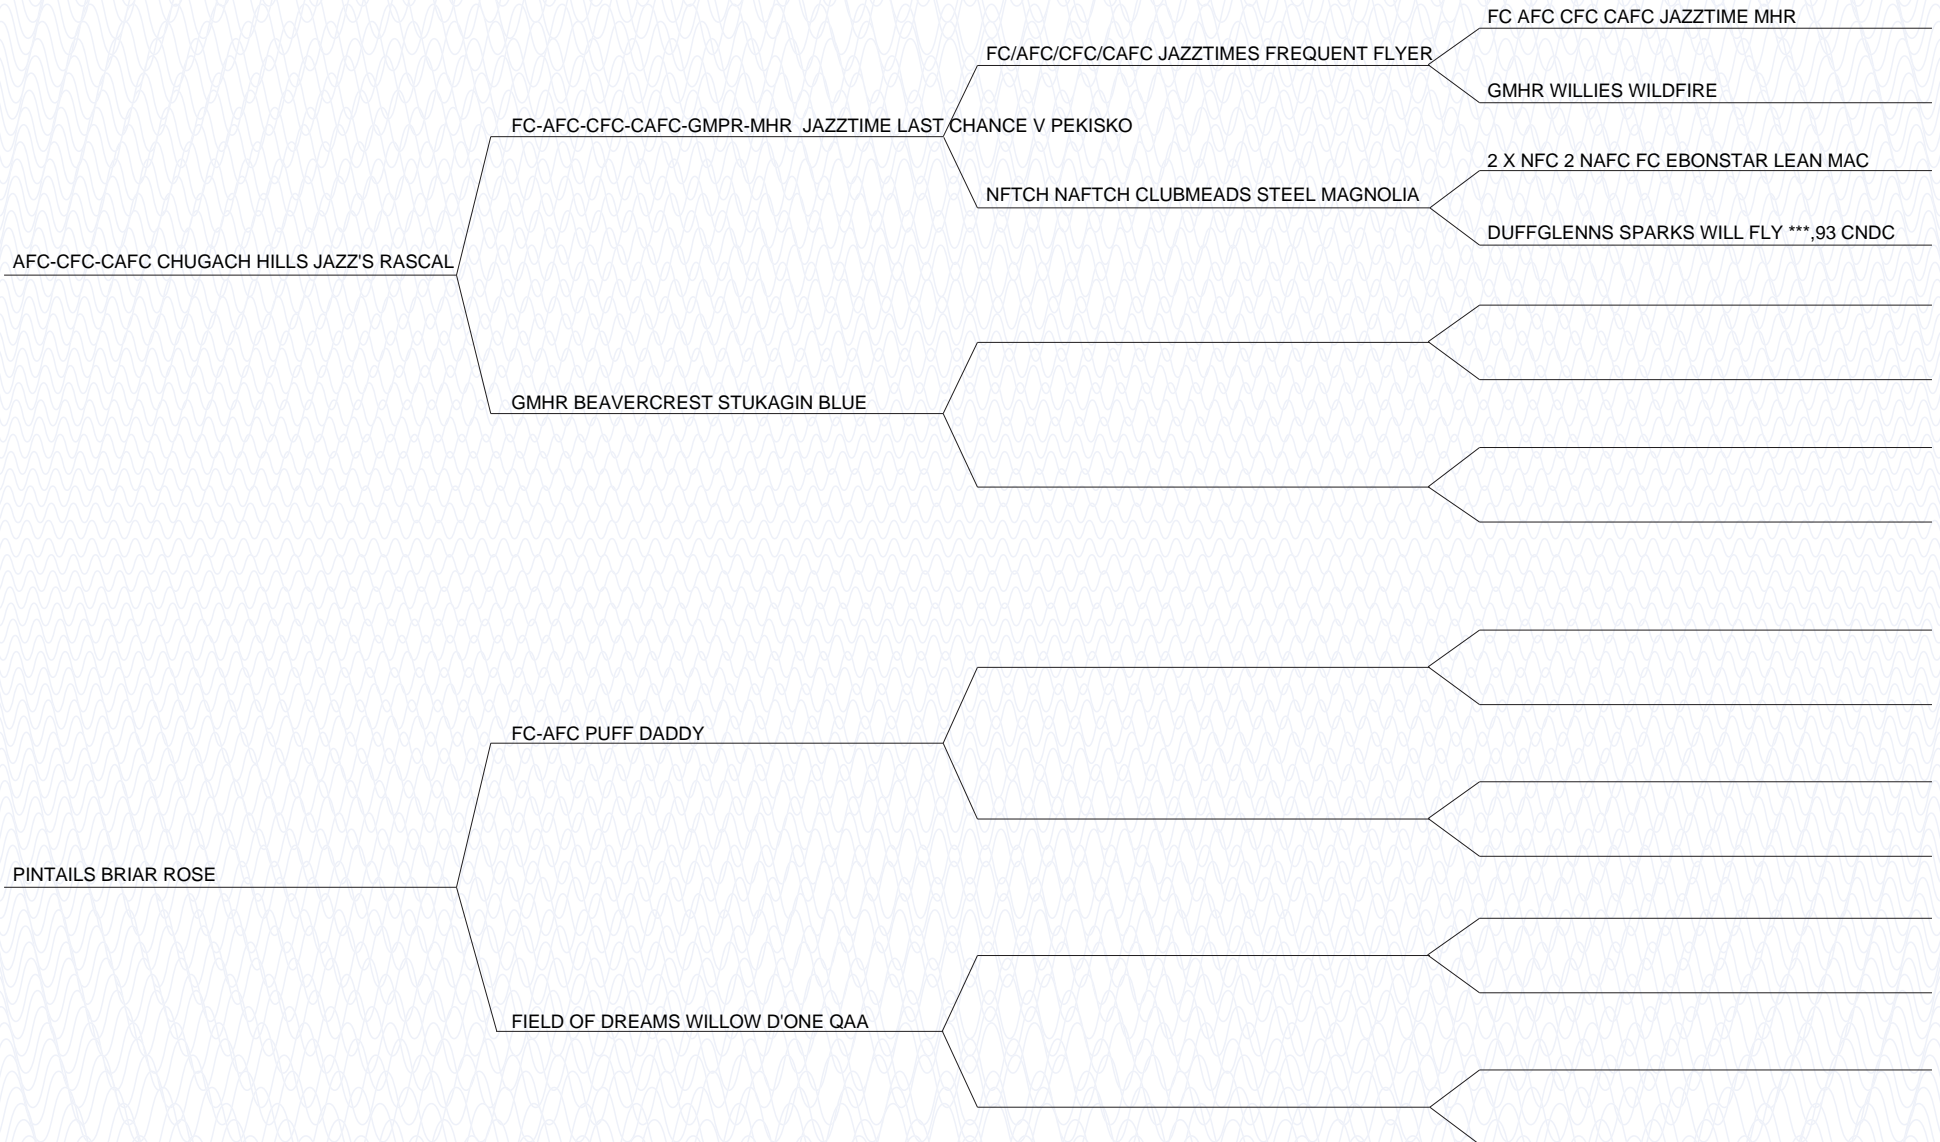 FC AFC CFC CAFC JAZZTIME MHR
FC/AFC/CFC/CAFC JAZZTIMES FREQUENT FLYER
GMHR WILLIES WILDFIRE
FC-AFC-CFC-CAFC-GMPR-MHR  JAZZTIME LAST CHANCE V PEKISKO
2 X NFC 2 NAFC FC EBONSTAR LEAN MAC
NFTCH NAFTCH CLUBMEADS STEEL MAGNOLIA
DUFFGLENNS SPARKS WILL FLY ***,93 CNDC
AFC-CFC-CAFC CHUGACH HILLS JAZZ'S RASCAL
GMHR BEAVERCREST STUKAGIN BLUE
FC-AFC PUFF DADDY
PINTAILS BRIAR ROSE
FIELD OF DREAMS WILLOW D'ONE QAA